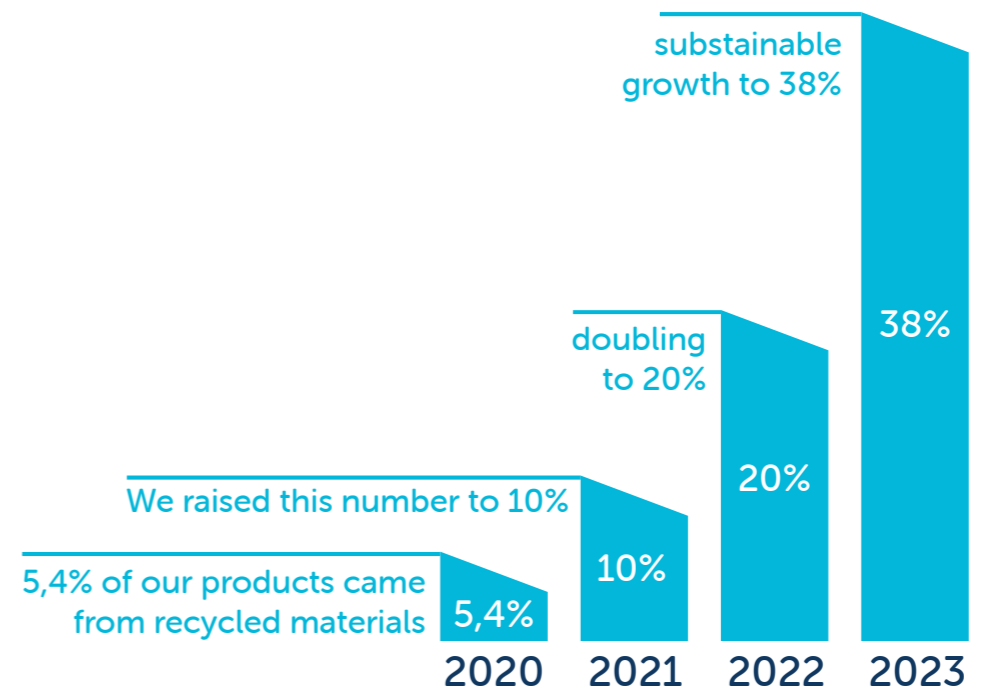 substainable
growth to 38%
38%
doubling
to 20%
20%
We raised this number to 10%
10%
5,4% of our products came
from recycled materials
5,4%
2020 2021 2022 2023